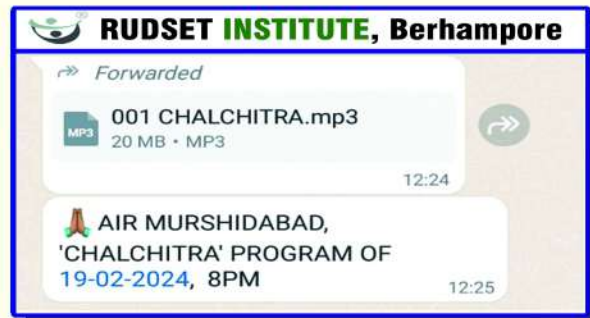 RUDSET INSTITUTE, Berhampore
Forwarded
001 CHALCHITRA.mp3
MP3
20 MB • MP3
12:24
🙏🏾 AIR MURSHIDABAD,
'CHALCHITRA' PROGRAM OF
19-02-2024, 8PM
12:25